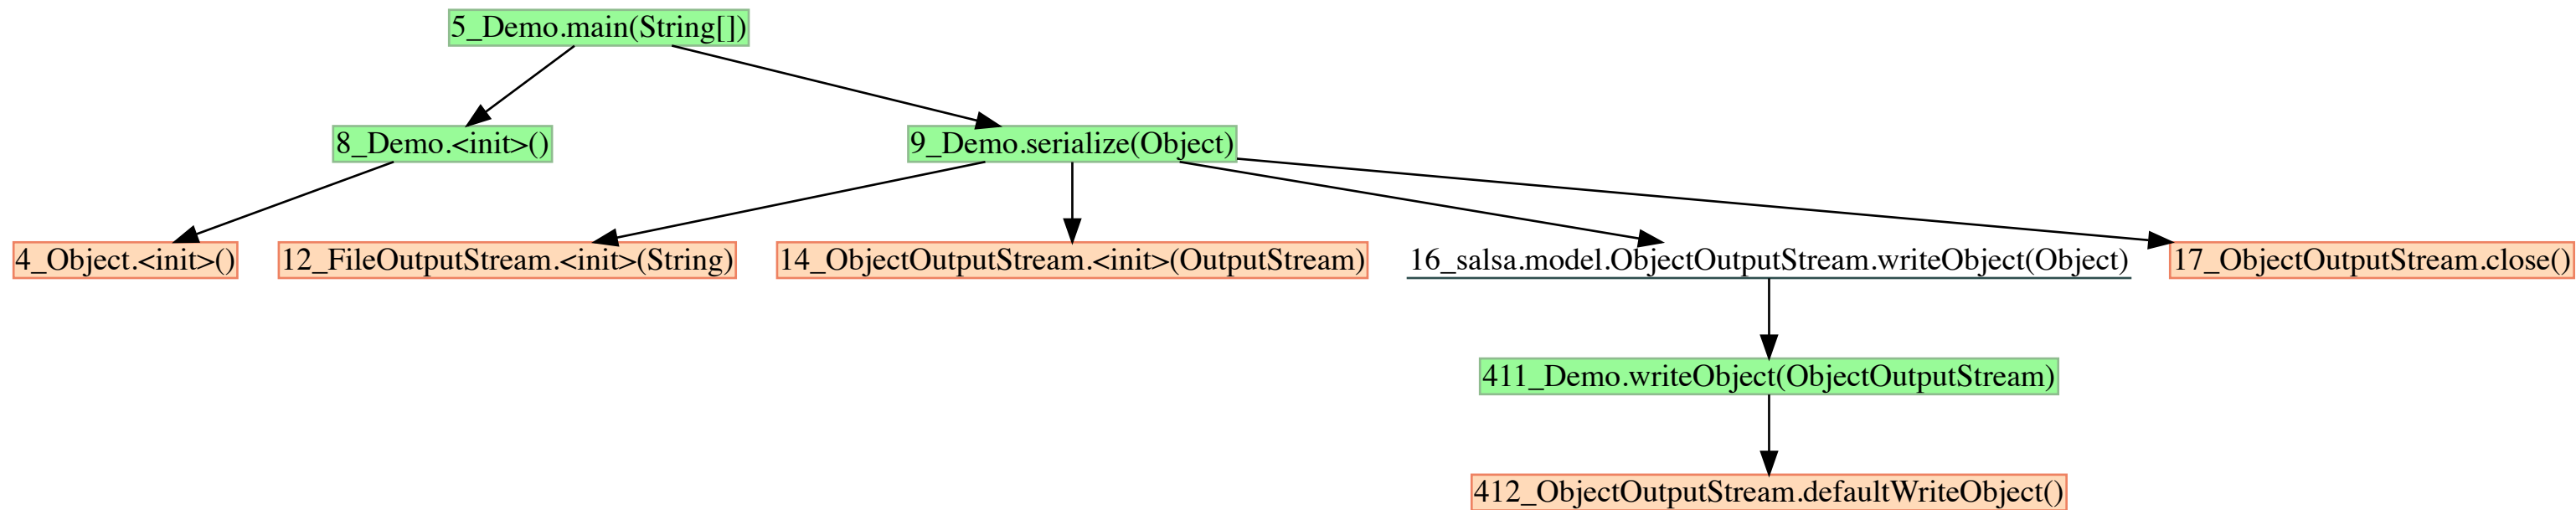 5_Demo.main(String[])
8_Demo.<init>()
9_Demo.serialize(Object)
4_Object.<init>()
12_FileOutputStream.<init>(String)
14_ObjectOutputStream.<init>(OutputStream)
16_salsa.model.ObjectOutputStream.writeObject(Object)
17_ObjectOutputStream.close()
411_Demo.writeObject(ObjectOutputStream)
412_ObjectOutputStream.defaultWriteObject()